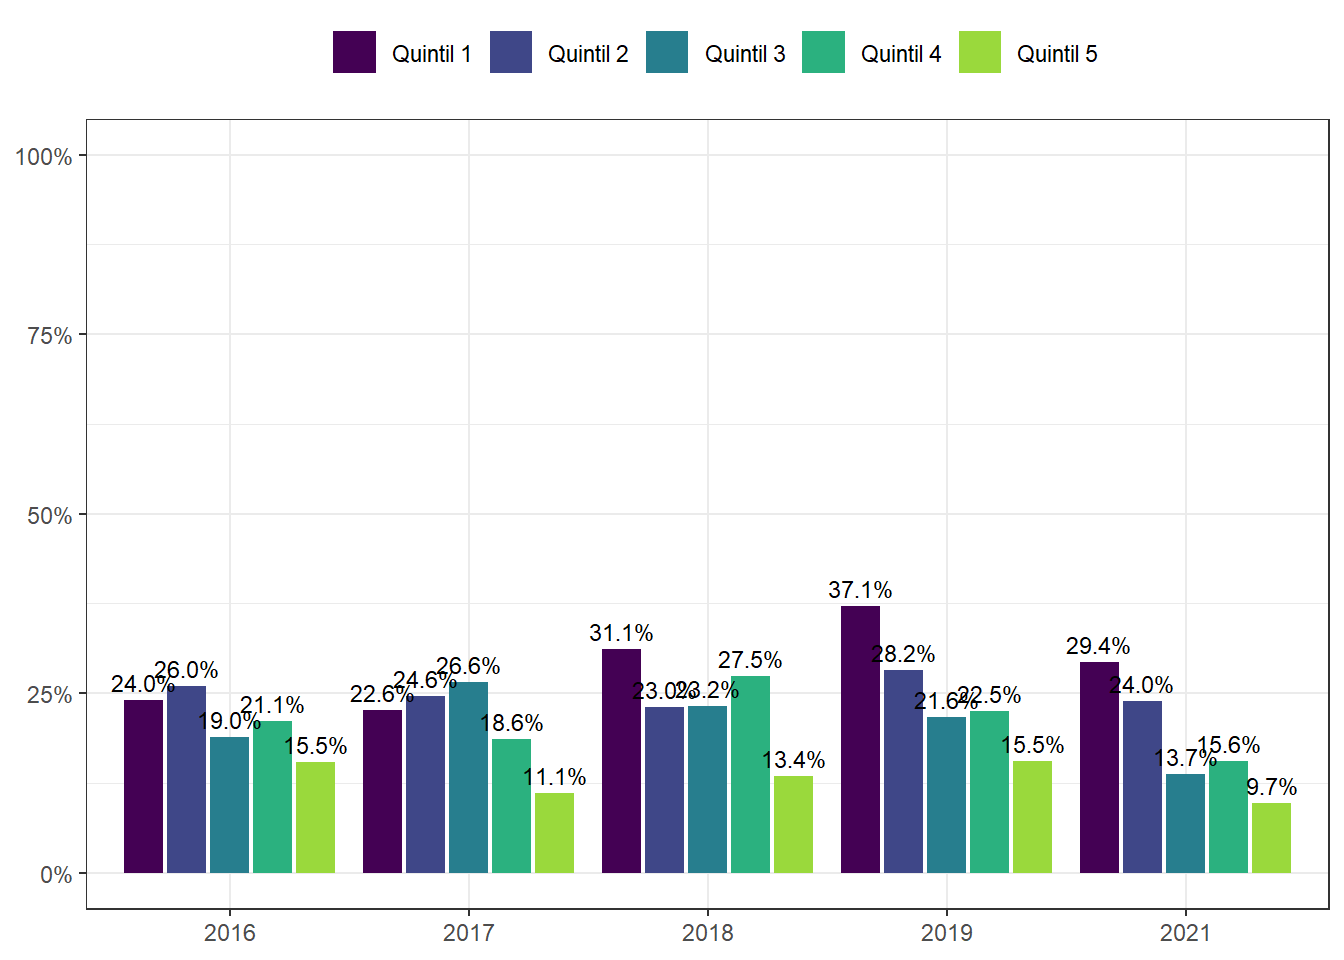 Quintil 1 Quintil 2 Quintil 3 Quintil 4 Quintil 5
100%
75%
50%
25%
0%
24.0% 26.0% 19.0% 21.1% 15.5%
22.6% 24.6% 26.6% 18.6% 11.1%
31.1% 23.0% 23.2% 27.5% 13.4%
37.1% 28.2% 21.6% 22.5% 15.5%
29.4% 24.0% 13.7% 15.6% 9.7%
2016 2017 2018 2019 2021